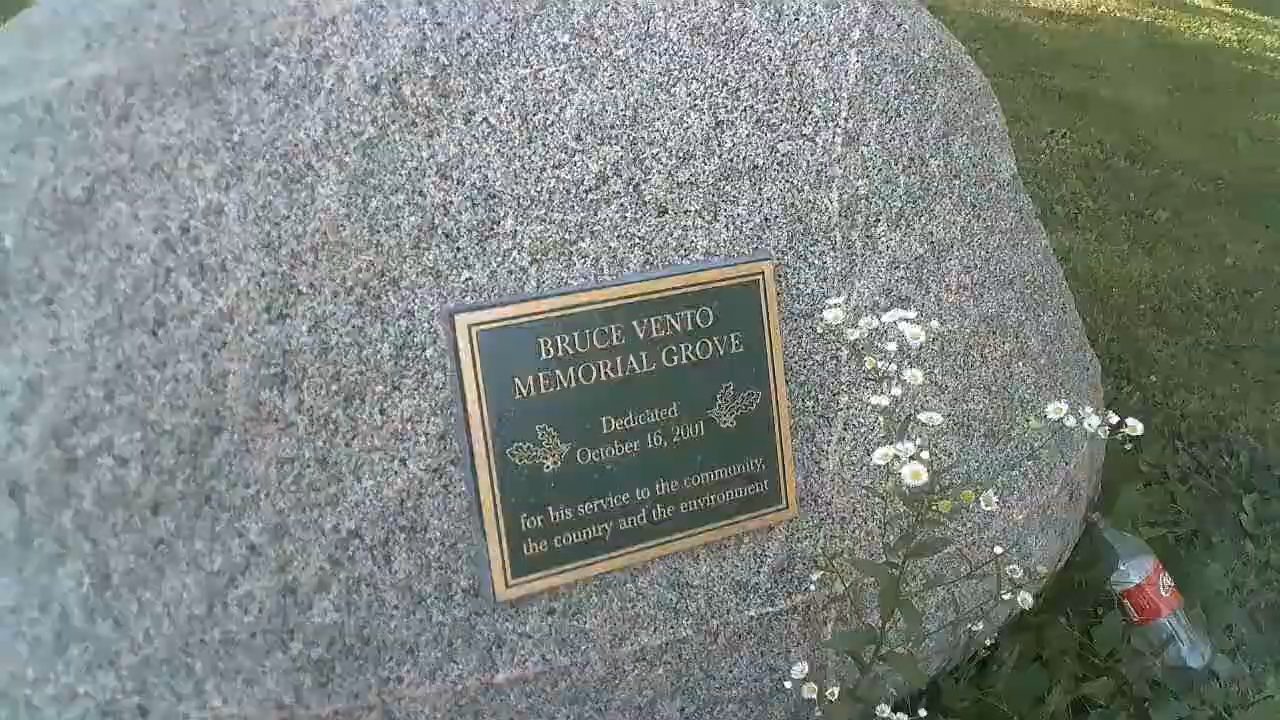 BRUCE VENTO
MEMORIAL GROVE
Dedicated
October 16, 2001
for his service to the community,
the country and the environment